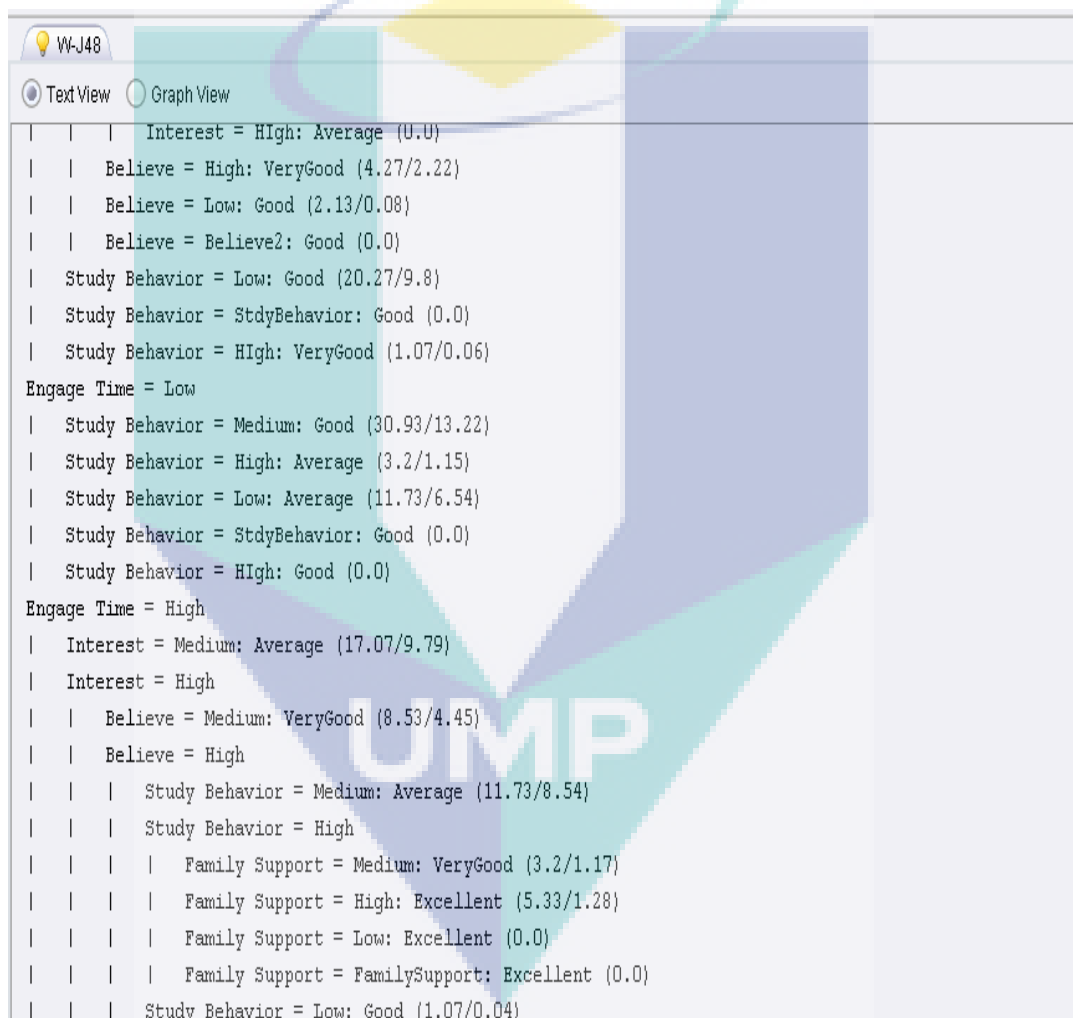 W-J48
Text View Graph View
| | | Interest = HIgh: Average (0.0)
| | Believe = High: VeryGood (4.27/2.22)
| | Believe = Low: Good (2.13/0.08)
| | Believe = Believe2: Good (0.0)
| Study Behavior = Low: Good (20.27/9.8)
| Study Behavior = StdyBehavior: Good (0.0)
| Study Behavior = HIgh: VeryGood (1.07/0.06)
Engage Time = Low
| Study Behavior = Medium: Good (30.93/13.22)
| Study Behavior = High: Average (3.2/1.15)
| Study Behavior = Low: Average (11.73/6.54)
| Study Behavior = StdyBehavior: Good (0.0)
| Study Behavior = HIgh: Good (0.0)
Engage Time = High
| Interest = Medium: Average (17.07/9.79)
| Interest = High
| | Believe = Medium: VeryGood (8.53/4.45)
| | Believe = High
| | | Study Behavior = Medium: Average (11.73/8.54)
| | | Study Behavior = High
| | | | Family Support = Medium: VeryGood (3.2/1.17)
| | | | Family Support = High: Excellent (5.33/1.28)
| | | | Family Support = Low: Excellent (0.0)
| | | | Family Support = FamilySupport: Excellent (0.0)
| | | Study Behavior = Low: Good (1.07/0.04)
UMP